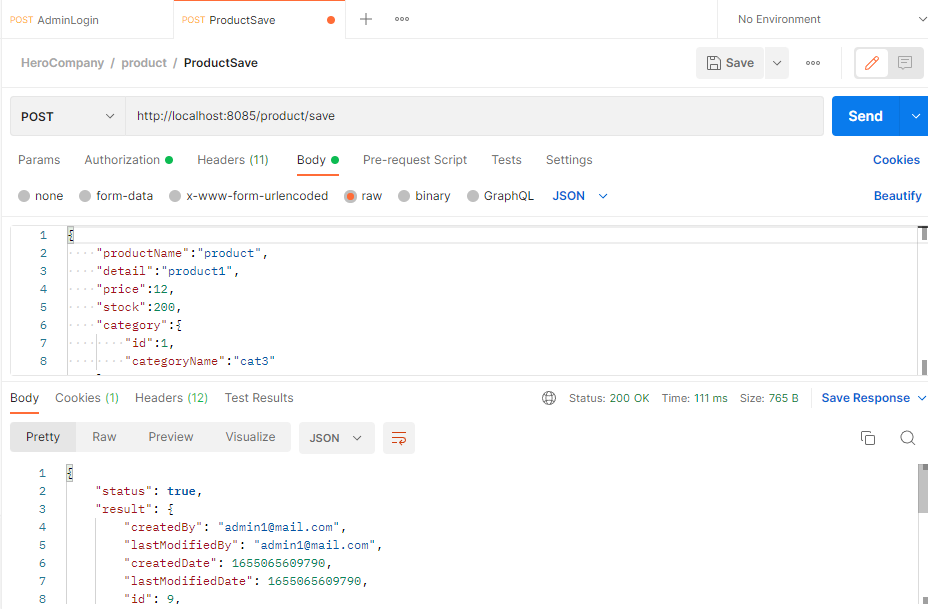 POST AdminLogin POST ProductSave No Environment
HeroCompany / product / ProductSave Save
POST http://localhost:8085/product/save Send
Params Authorization Headers (11) Body Pre-request Script Tests Settings Cookies
none form-data x-www-form-urlencoded raw binary GraphQL JSON Beautify
1 {
2 "productName":"product",
3 "detail":"product1",
4 "price":12,
5 "stock":200,
6 "category":{
7 "id":1,
8 "categoryName":"cat3"
Body Cookies (1) Headers (12) Test Results Status: 200 OK Time: 111 ms Size: 765 B Save Response
Pretty Raw Preview Visualize JSON
1 {
2 "status": true,
3 "result": {
4 "createdBy": "admin1@mail.com",
5 "lastModifiedBy": "admin1@mail.com",
6 "createdDate": 1655065609790,
7 "lastModifiedDate": 1655065609790,
8 "id": 9,